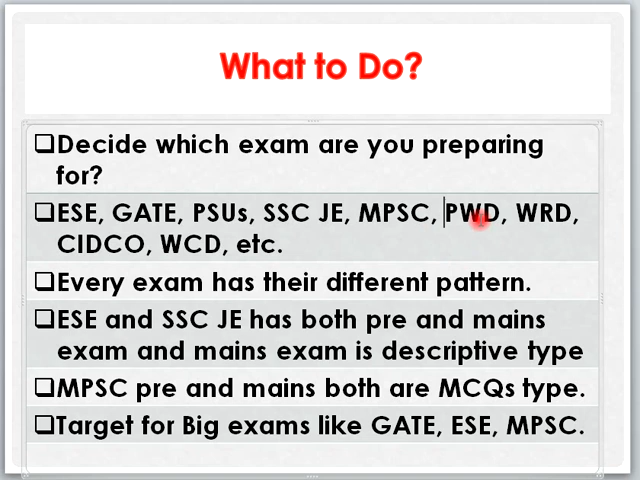 What to Do?
❑Decide which exam are you preparing
for?
❑ESE, GATE, PSUs, SSC JE, MPSC, PWD, WRD,
CIDCO, WCD, etc.
❑Every exam has their different pattern.
❑ESE and SSC JE has both pre and mains
exam and mains exam is descriptive type
❑MPSC pre and mains both are MCQs type.
❑Target for Big exams like GATE, ESE, MPSC.